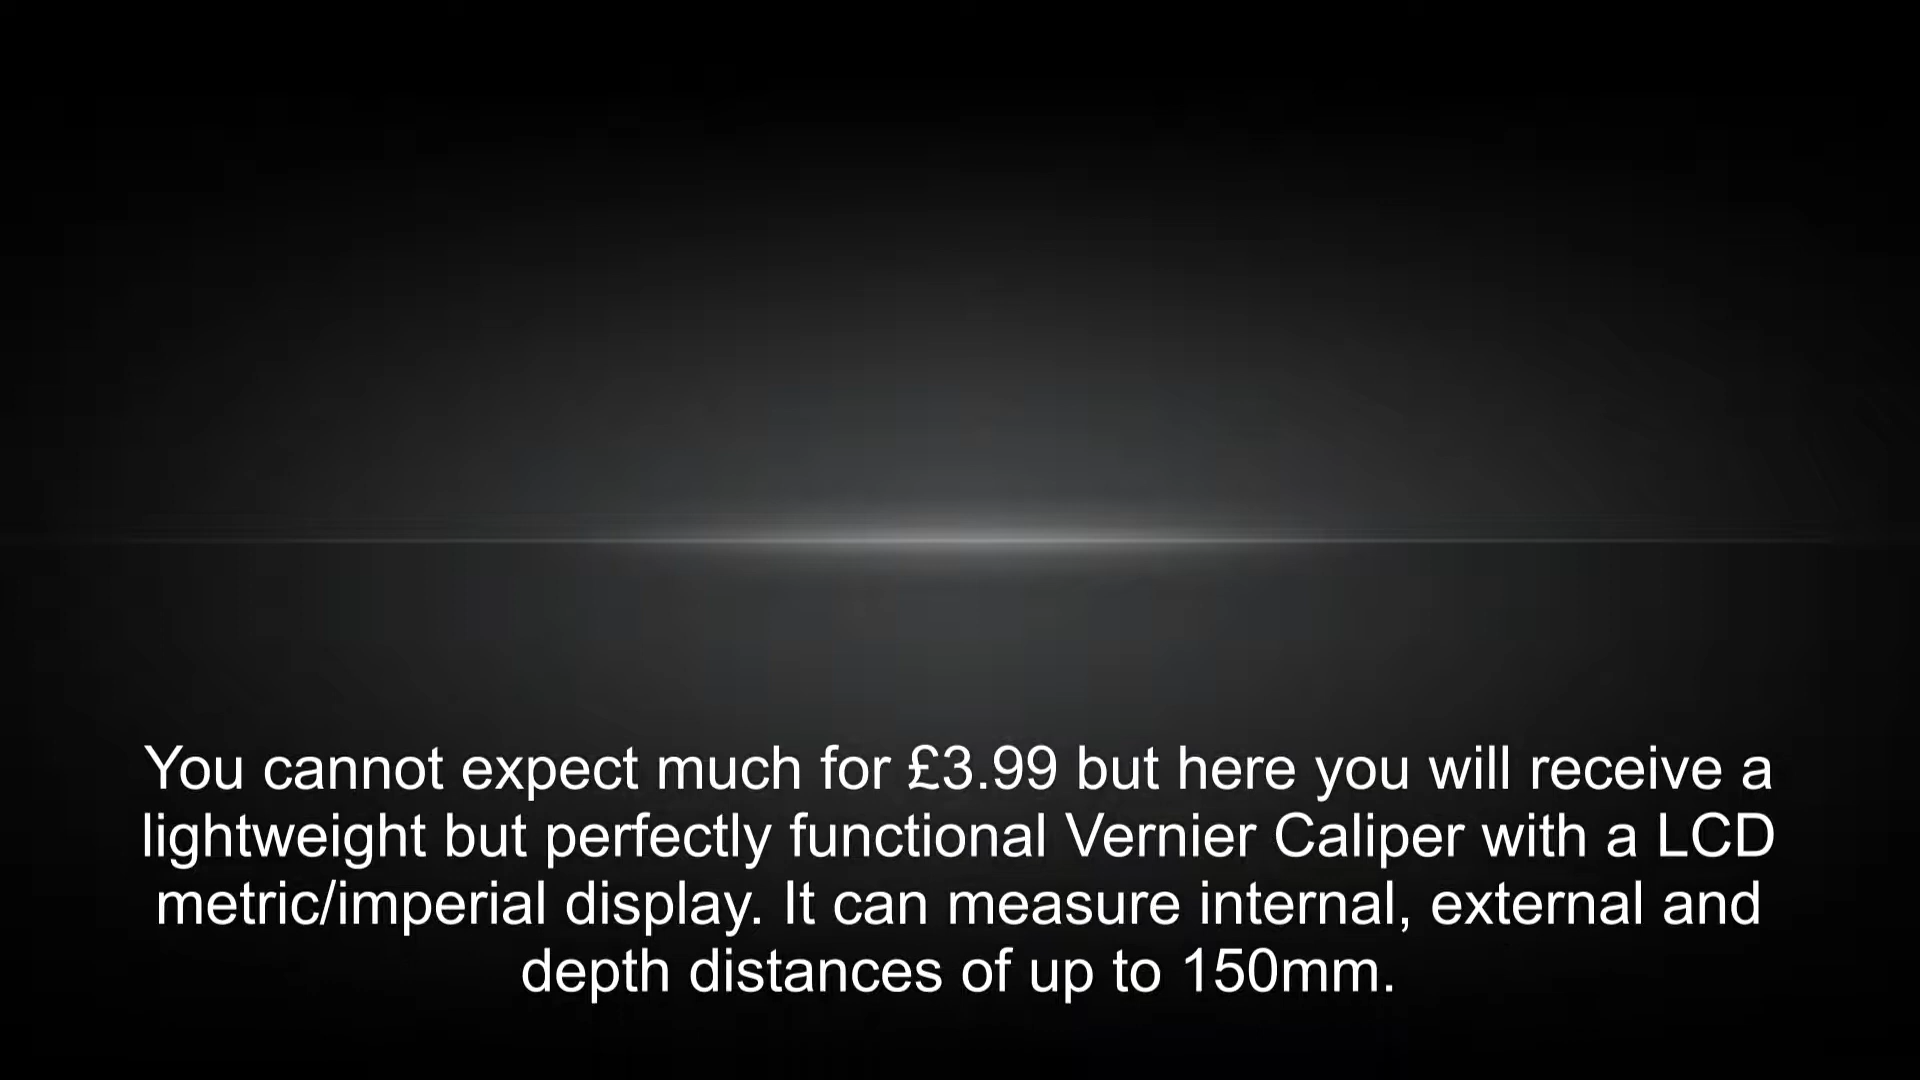 You cannot expect much for £3.99 but here you will receive a
lightweight but perfectly functional Vernier Caliper with a LCD
metric/imperial display. It can measure internal, external and
depth distances of up to 150mm.